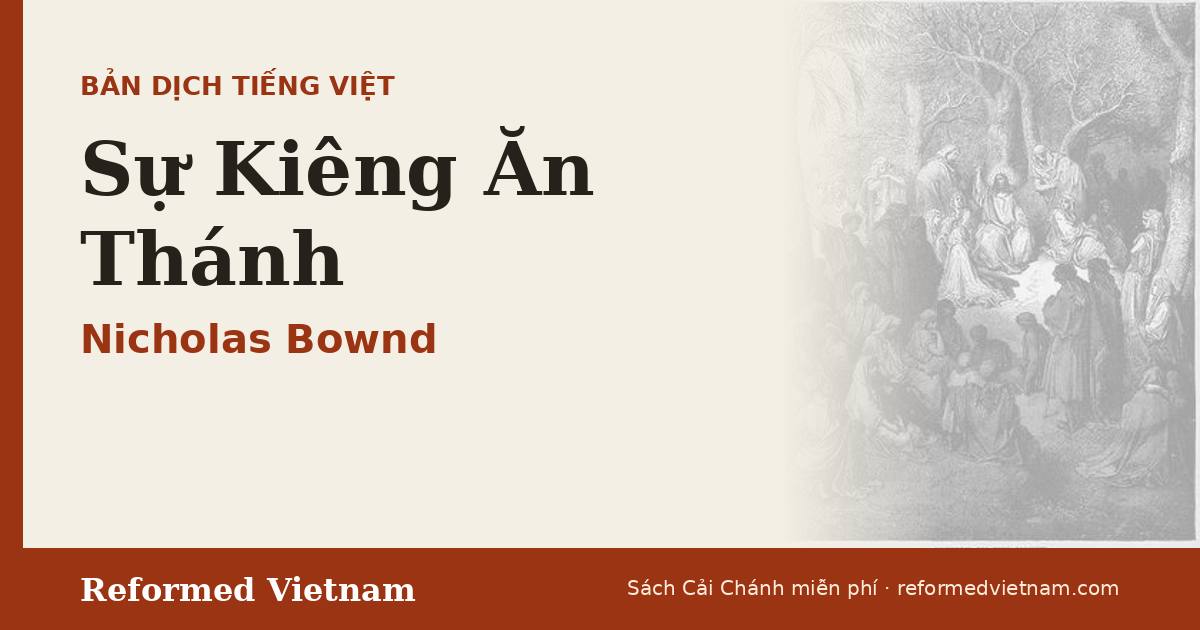 BẢN DỊCH TIẾNG VIỆT
Sự Kiêng Ăn
Thánh
Nicholas Bownd
Reformed Vietnam
Sách Cải Chánh miễn phí · reformedvietnam.com